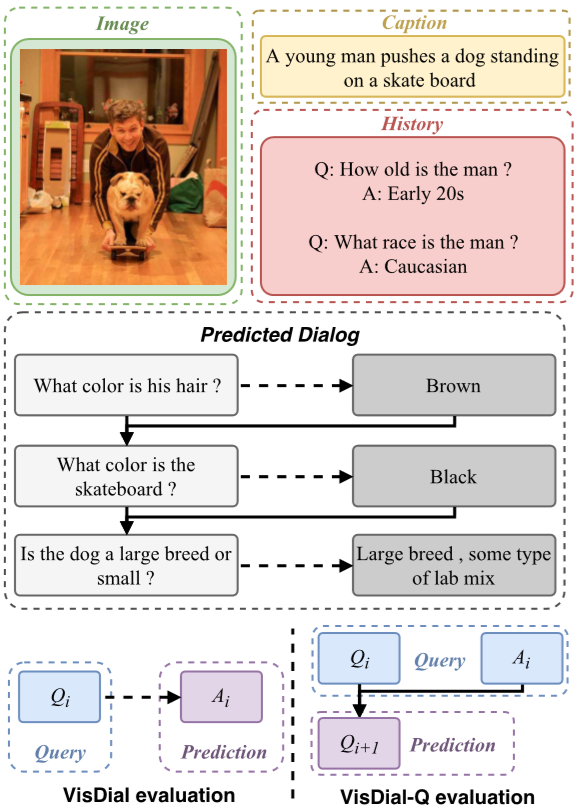 Image
Caption
A young man pushes a dog standing
on a skate board
History
Q: How old is the man ?
A: Early 20s
Q: What race is the man ?
A: Caucasian
Predicted Dialog
What color is his hair ?
Brown
What color is the
skateboard ?
Black
Is the dog a large breed or
small ?
Large breed , some type
of lab mix
Q_i
A_i
Query
Prediction
VisDial evaluation
Q_i
Query
A_i
Q_{i+1}
Prediction
VisDial-Q evaluation